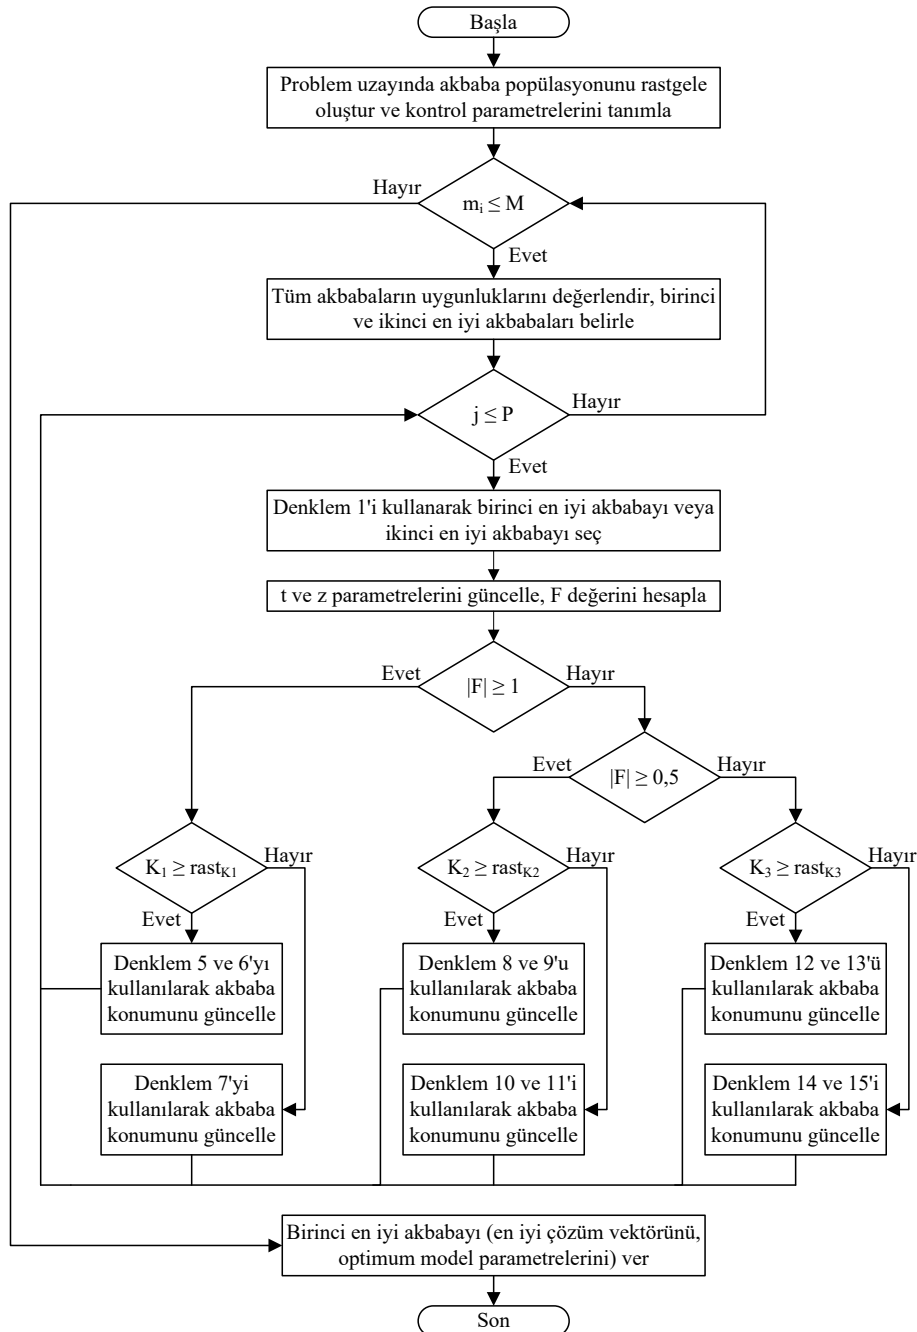 Başla
Problem uzayında akbaba popülasyonunu rastgele
oluştur ve kontrol parametrelerini tanımla
Hayır
mᵢ ≤ M
Evet
Tüm akbabaların uygunluklarını değerlendir, birinci
ve ikinci en iyi akbabaları belirle
j ≤ P
Hayır
Evet
Denklem 1'i kullanarak birinci en iyi akbabayı veya
ikinci en iyi akbabayı seç
t ve z parametrelerini güncelle, F değerini hesapla
Evet
|F| ≥ 1
Hayır
Evet
|F| ≥ 0,5
Hayır
K₁ ≥ rast_K1
Hayır
Evet
K₂ ≥ rast_K2
Hayır
Evet
K₃ ≥ rast_K3
Hayır
Evet
Denklem 5 ve 6'yı
kullanılarak akbaba
konumunu güncelle
Denklem 8 ve 9'u
kullanılarak akbaba
konumunu güncelle
Denklem 12 ve 13'ü
kullanılarak akbaba
konumunu güncelle
Denklem 7'yi
kullanılarak akbaba
konumunu güncelle
Denklem 10 ve 11'i
kullanılarak akbaba
konumunu güncelle
Denklem 14 ve 15'i
kullanılarak akbaba
konumunu güncelle
Birinci en iyi akbabayı (en iyi çözüm vektörünü,
optimum model parametrelerini) ver
Son